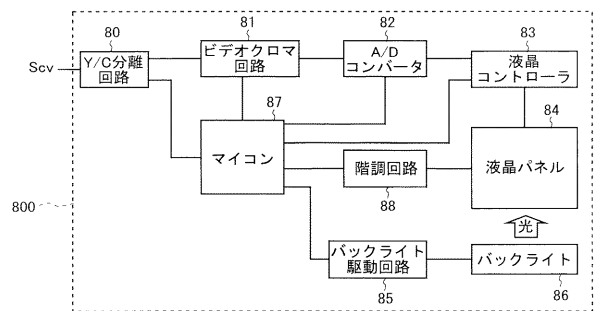 80
81
82
83
Scv
Y/C分離
回路
ビデオクロマ
回路
A/D
コンバータ
液晶
コントローラ
87
84
マイコン
階調回路
88
液晶パネル
800
光
バックライト
駆動回路
85
バックライト
86